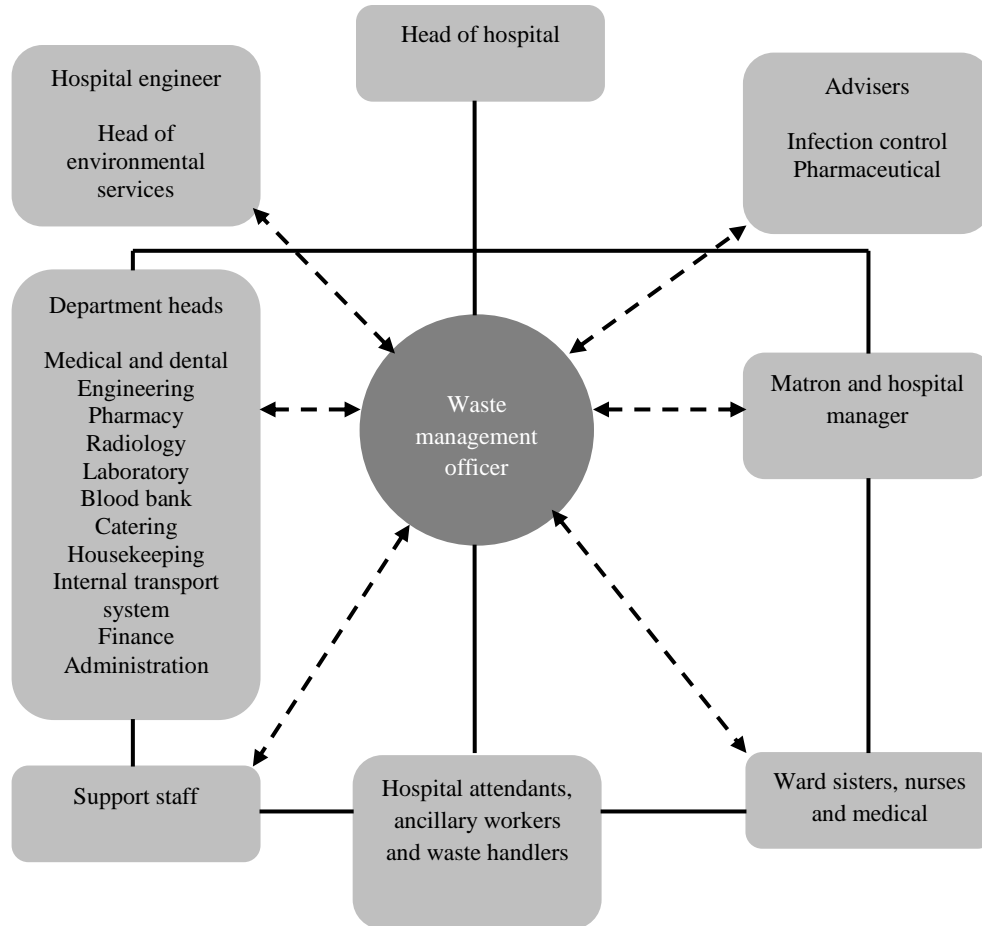 Head of hospital
Hospital engineer
Head of
environmental
services
Advisers
Infection control
Pharmaceutical
Department heads
Medical and dental
Engineering
Pharmacy
Radiology
Laboratory
Blood bank
Catering
Housekeeping
Internal transport
system
Finance
Administration
Waste
management
officer
Matron and hospital
manager
Support staff
Hospital attendants,
ancillary workers
and waste handlers
Ward sisters, nurses
and medical